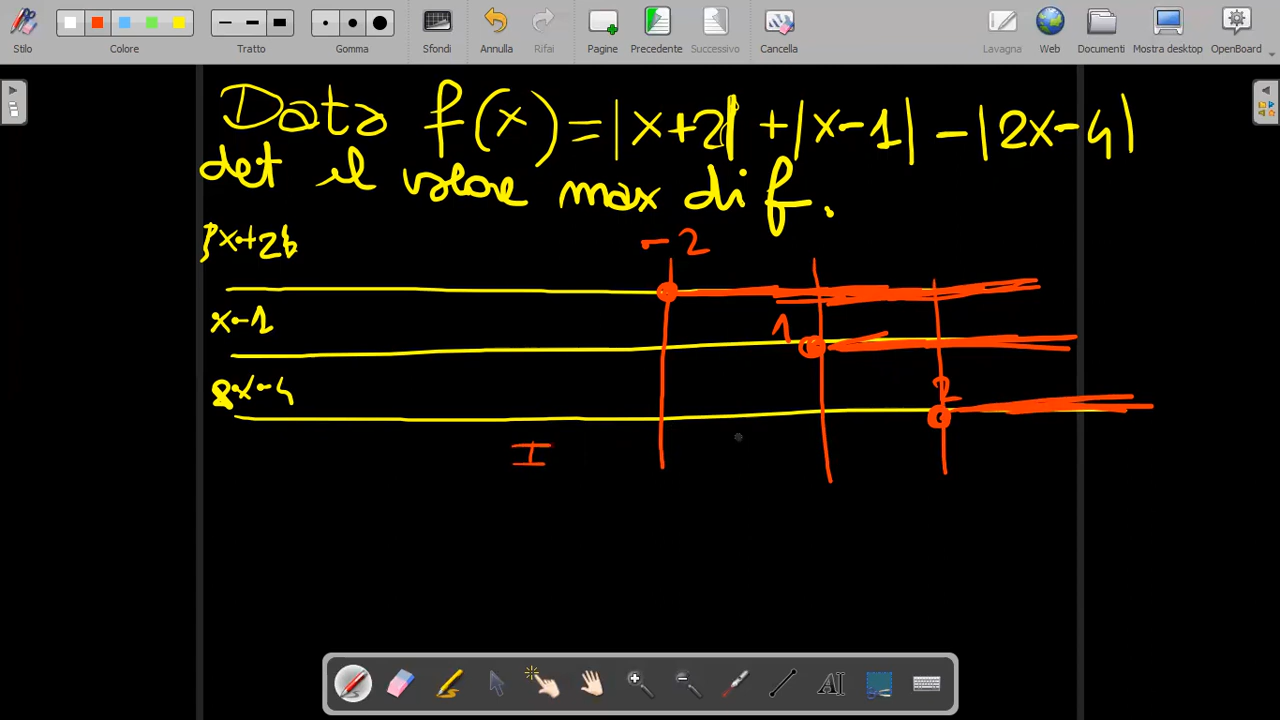 Stilo Colore Tratto Gomma Sfondi Annulla Rifai Pagine Precedente Successivo Cancella Lavagna Web Documenti Mostra desktop OpenBoard
Data f(x) = |x+2| + |x-1| - |2x-4|
det il valore max di f.
x+2
-2
x-1
1
2x-4
2
I
AI